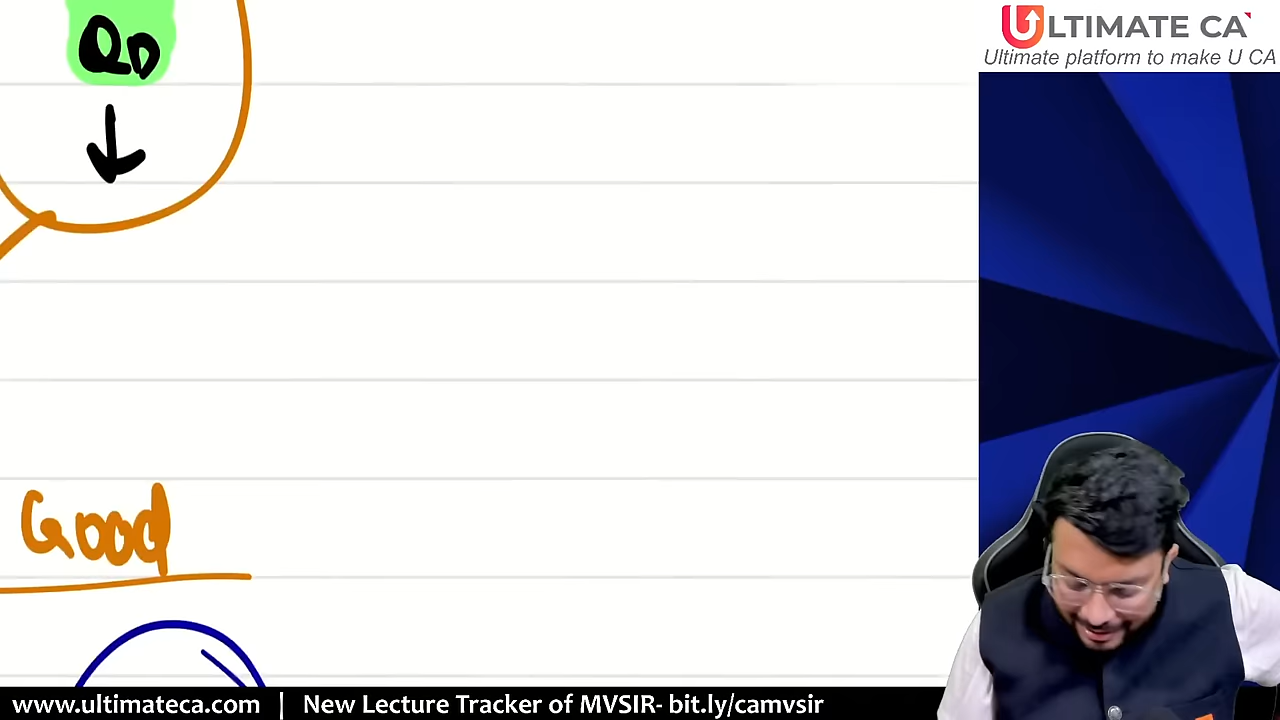 QD
ULTIMATE CA
Ultimate platform to make U CA
Good
www.ultimateca.com | New Lecture Tracker of MVSIR- bit.ly/camvsir